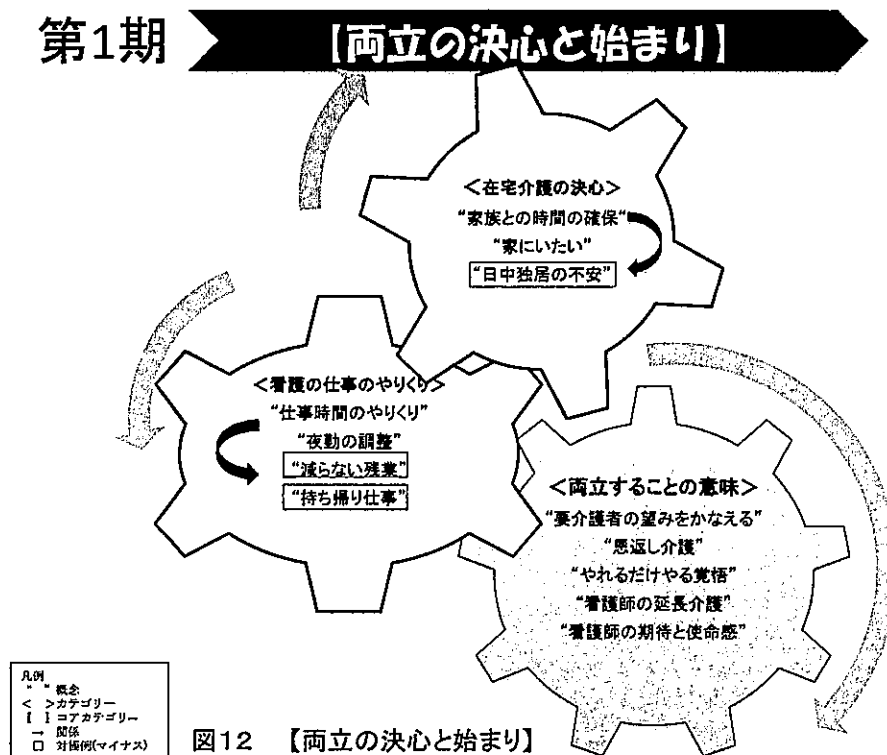 第1期
【両立の決心と始まり】
＜在宅介護の決心＞
“家族との時間の確保“
“家にいたい”
“日中独居の不安”
＜看護の仕事のやりくり＞
“仕事時間のやりくり”
“夜勤の調整”
“減らない残業”
“持ち帰り仕事”
＜両立することの意味＞
“要介護者の望みをかなえる”
“恩返し介護”
“やれるだけやる覚悟”
“看護師の延長介護”
“看護師の期待と使命感”
凡例
“ ” 概念
< >カテゴリー
【 】コアカテゴリー
→ 関係
□ 対極例(マイナス)
図12 【両立の決心と始まり】